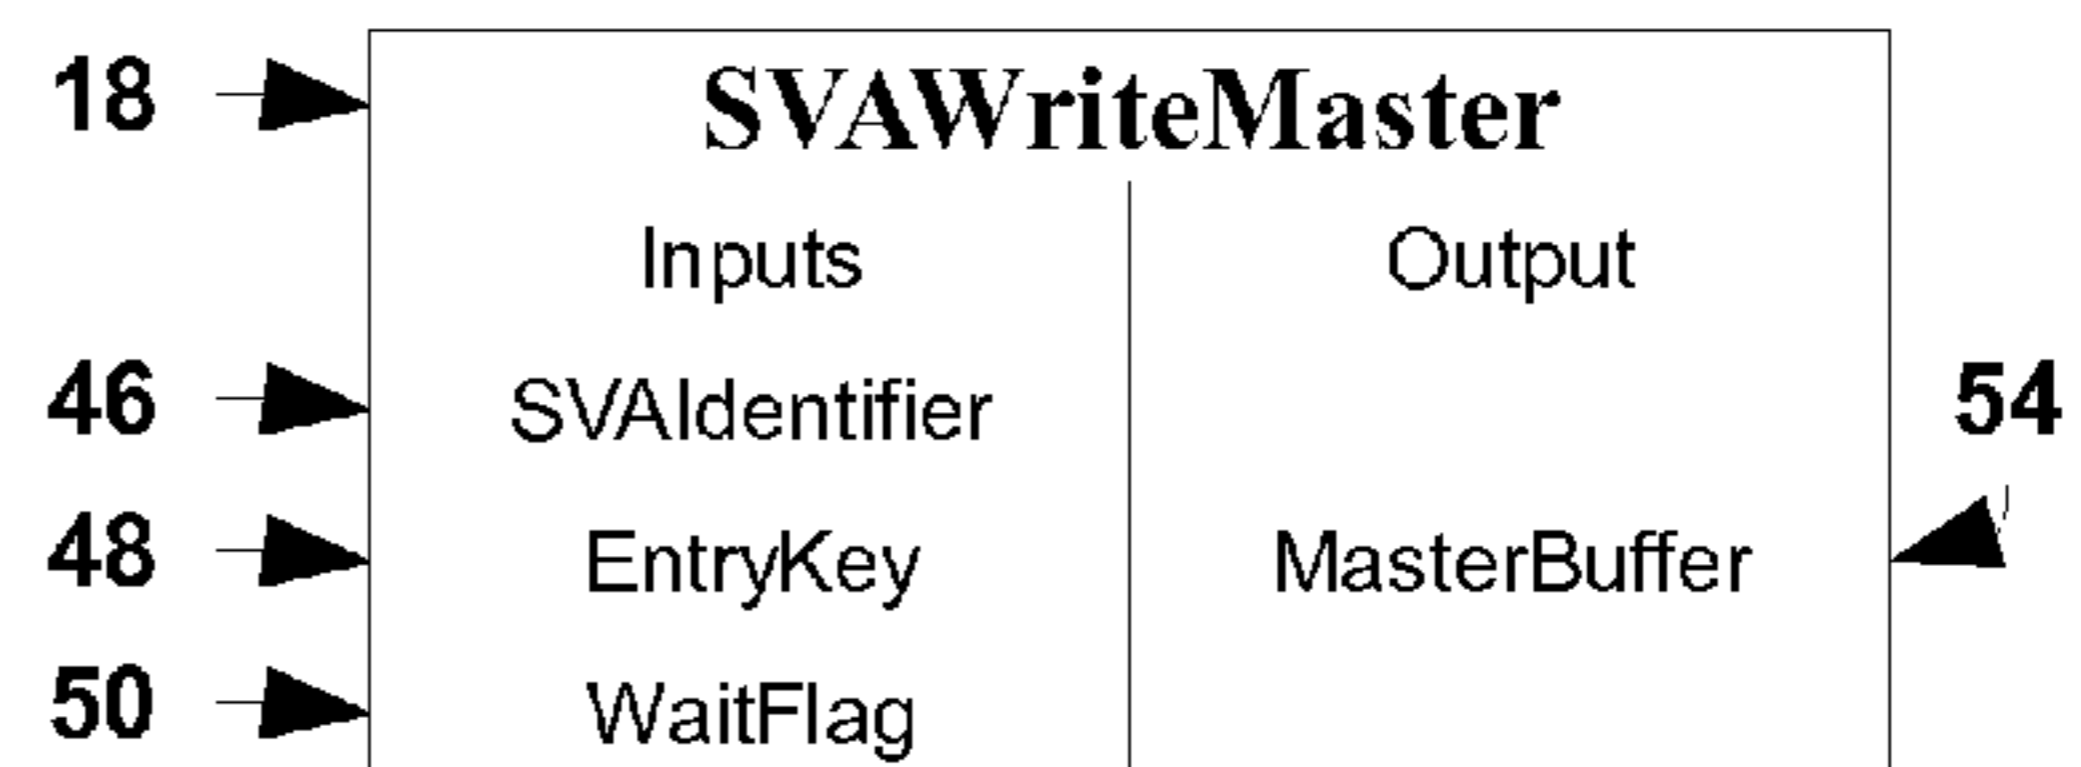 18 SVAWriteMaster
Inputs Output
46 SVAIdentifier 54
48 EntryKey MasterBuffer
50 WaitFlag